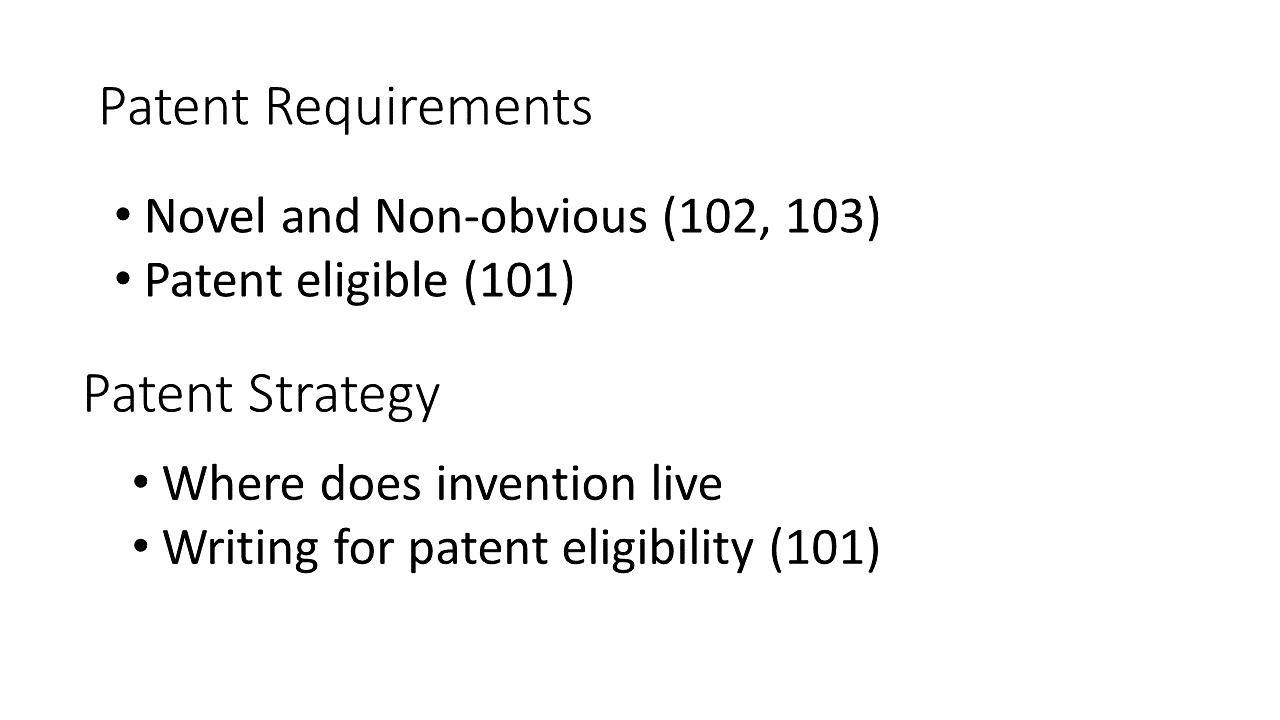 Patent Requirements
• Novel and Non-obvious (102, 103)
• Patent eligible (101)
Patent Strategy
• Where does invention live
• Writing for patent eligibility (101)